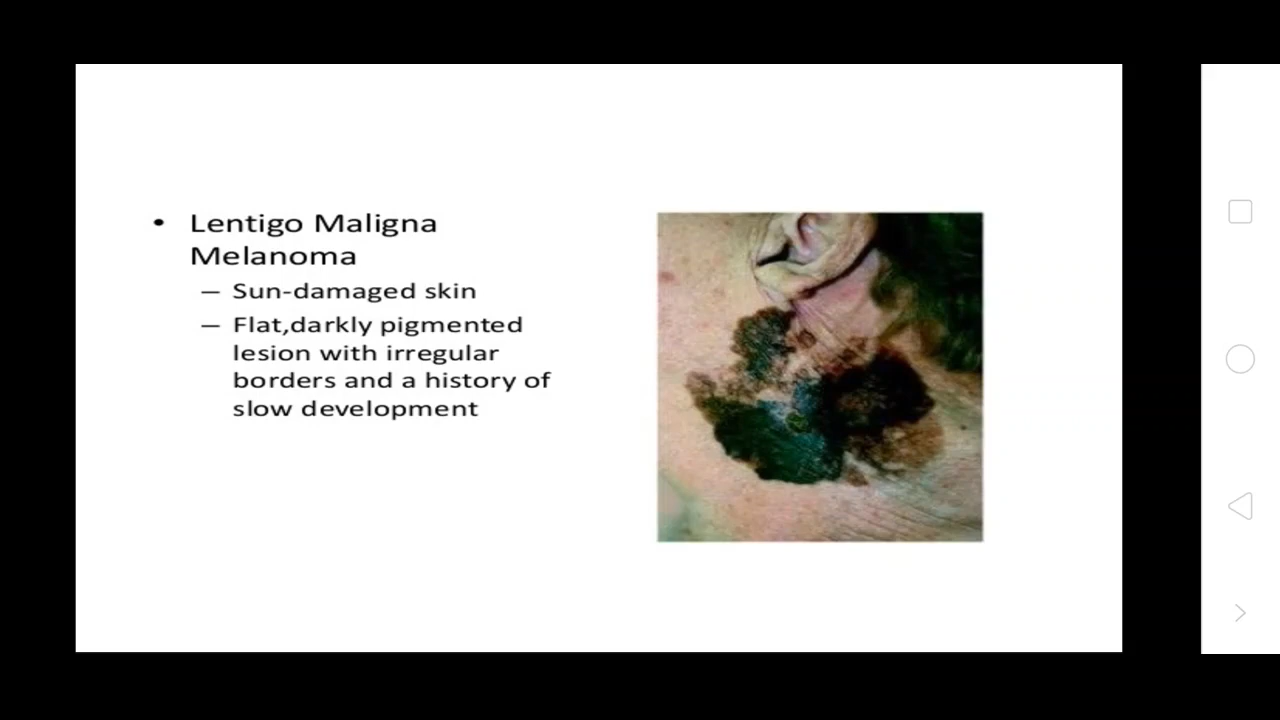 • Lentigo Maligna
Melanoma
– Sun-damaged skin
– Flat,darkly pigmented
lesion with irregular
borders and a history of
slow development